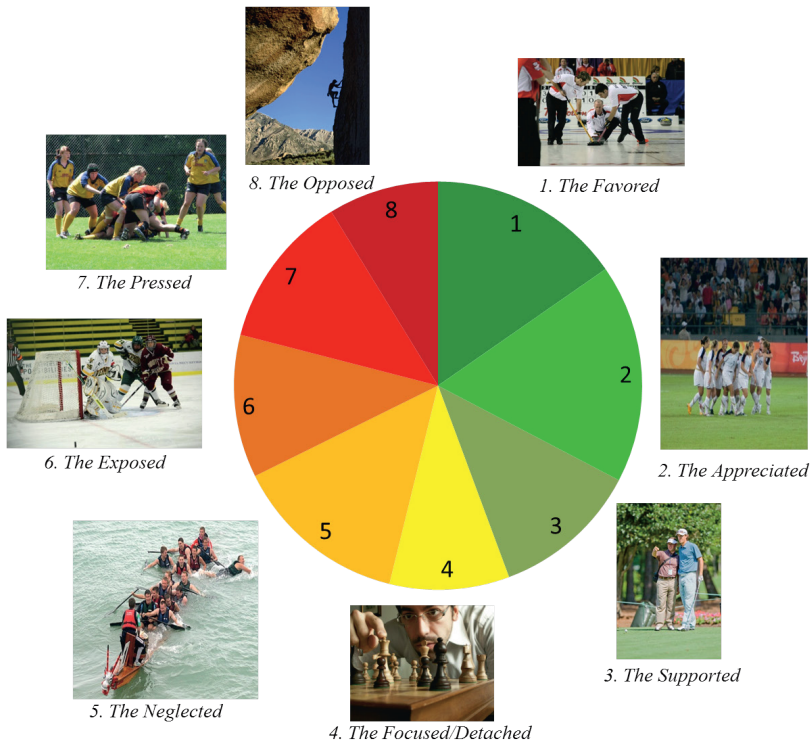 8. The Opposed
1. The Favored
7. The Pressed
2. The Appreciated
6. The Exposed
3. The Supported
5. The Neglected
4. The Focused/Detached
8
1
7
2
6
3
5
4